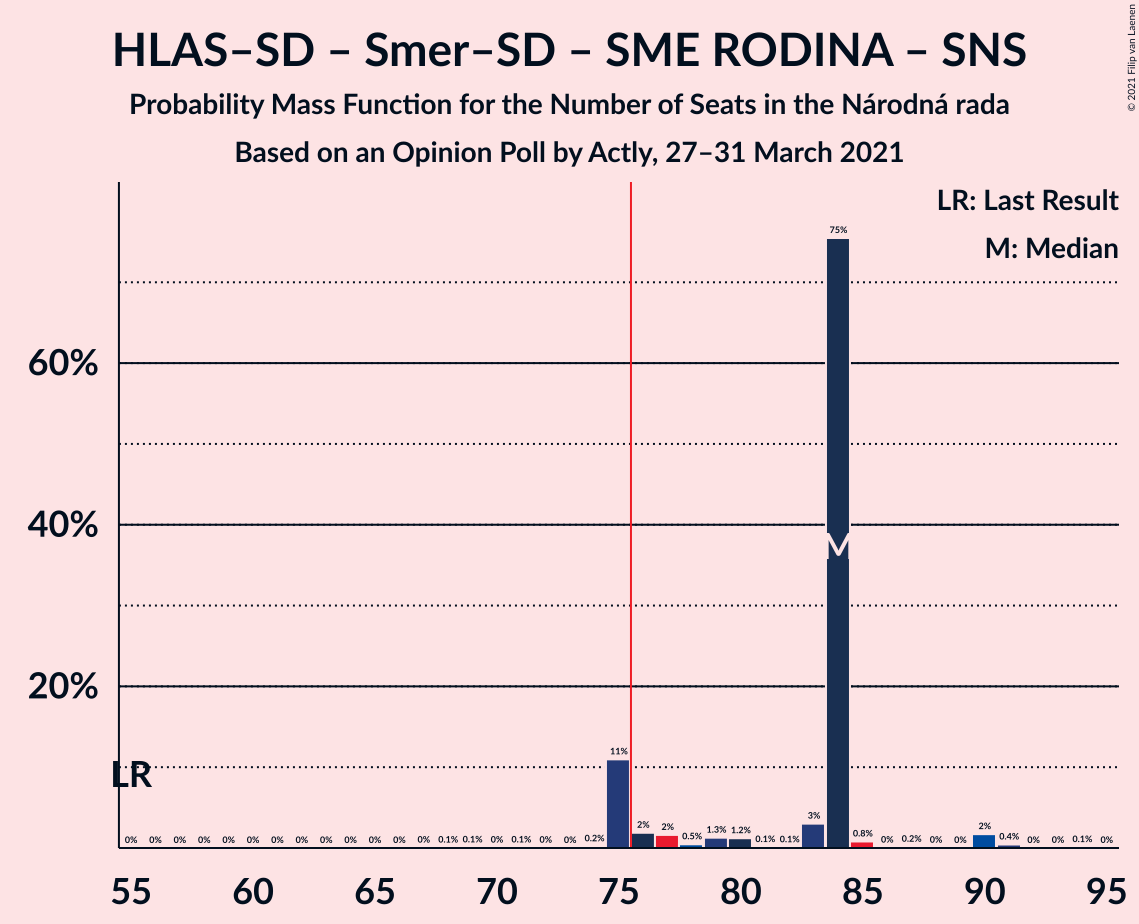 HLAS–SD – Smer–SD – SME RODINA – SNS
Probability Mass Function for the Number of Seats in the Národná rada
Based on an Opinion Poll by Actly, 27–31 March 2021
© 2021 Filip van Laenen
LR: Last Result
M: Median
75%
60%
40%
M
20%
LR
0% 0% 0% 0% 0% 0% 0% 0% 0% 0% 0% 0% 0% 0.1% 0.1% 0% 0.1% 0% 0% 0.2% 11% 2% 2% 0.5% 1.3% 1.2% 0.1% 0.1% 3% 0.8% 0% 0.2% 0% 0% 2% 0.4% 0% 0% 0.1% 0%
55 60 65 70 75 80 85 90 95